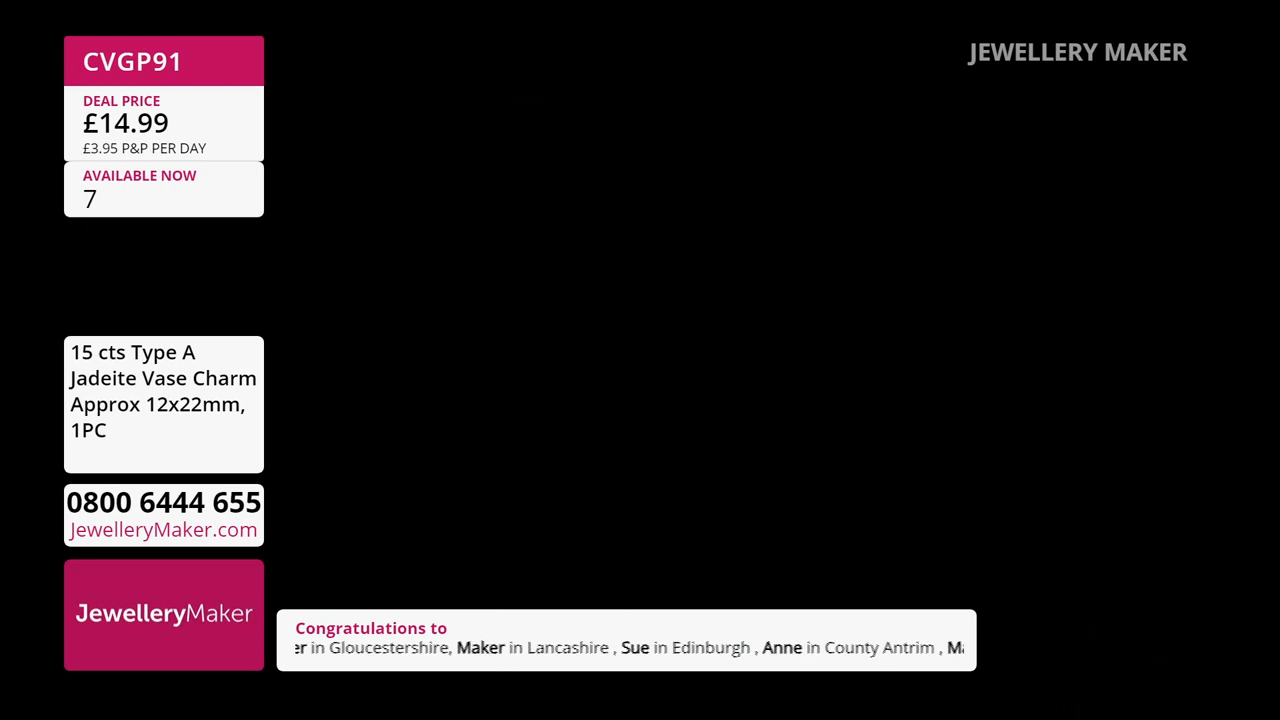 CVGP91
DEAL PRICE
£14.99
£3.95 P&P PER DAY
AVAILABLE NOW
7
JEWELLERY MAKER
15 cts Type A
Jadeite Vase Charm
Approx 12x22mm,
1PC
0800 6444 655
JewelleryMaker.com
JewelleryMaker
Congratulations to
in Gloucestershire, Maker in Lancashire , Sue in Edinburgh , Anne in County Antrim ,